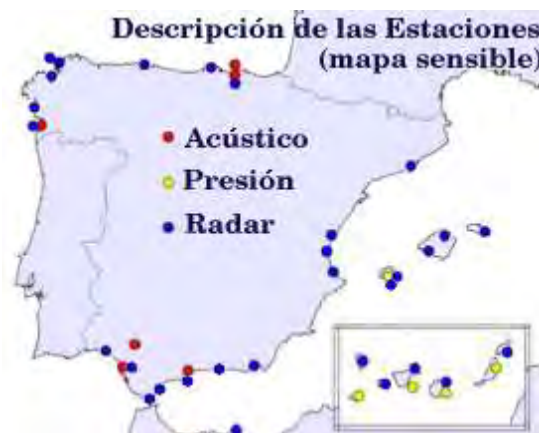 Descripción de las Estaciones
(mapa sensible)
Acústico
Presión
Radar